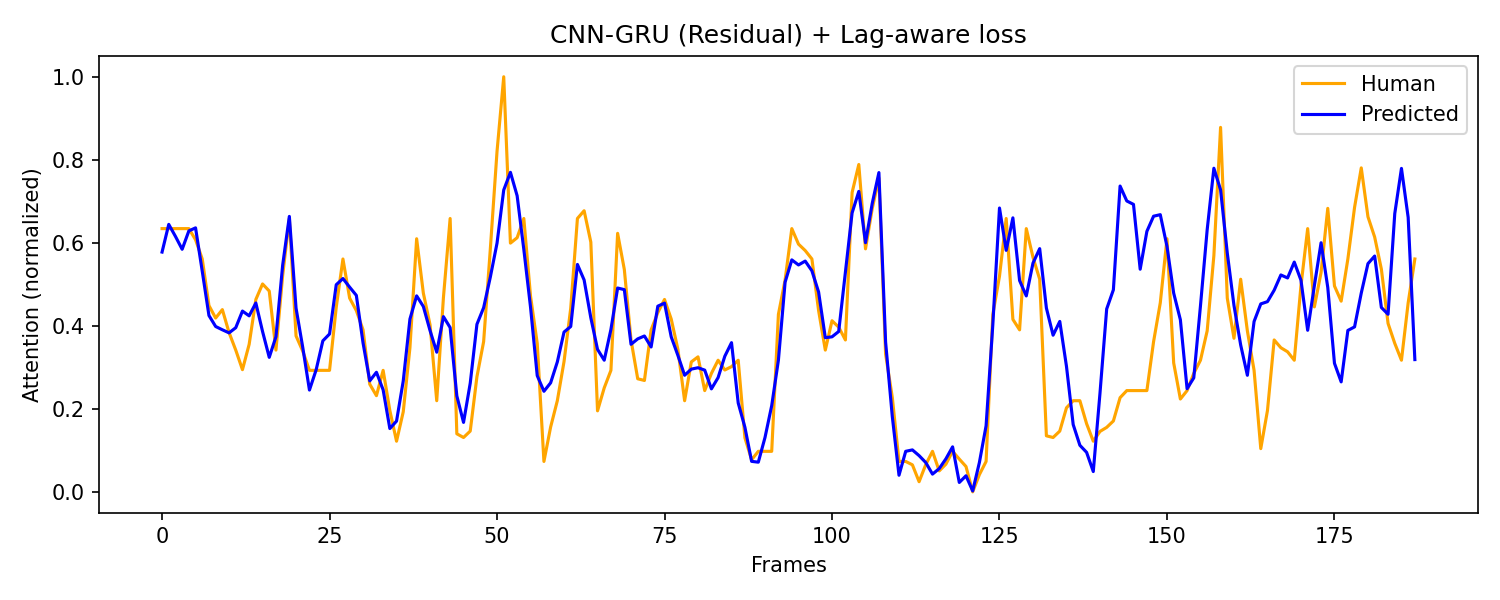 CNN-GRU (Residual) + Lag-aware loss
Human
Predicted
Attention (normalized)
1.0
0.8
0.6
0.4
0.2
0.0
0 25 50 75 100 125 150 175
Frames